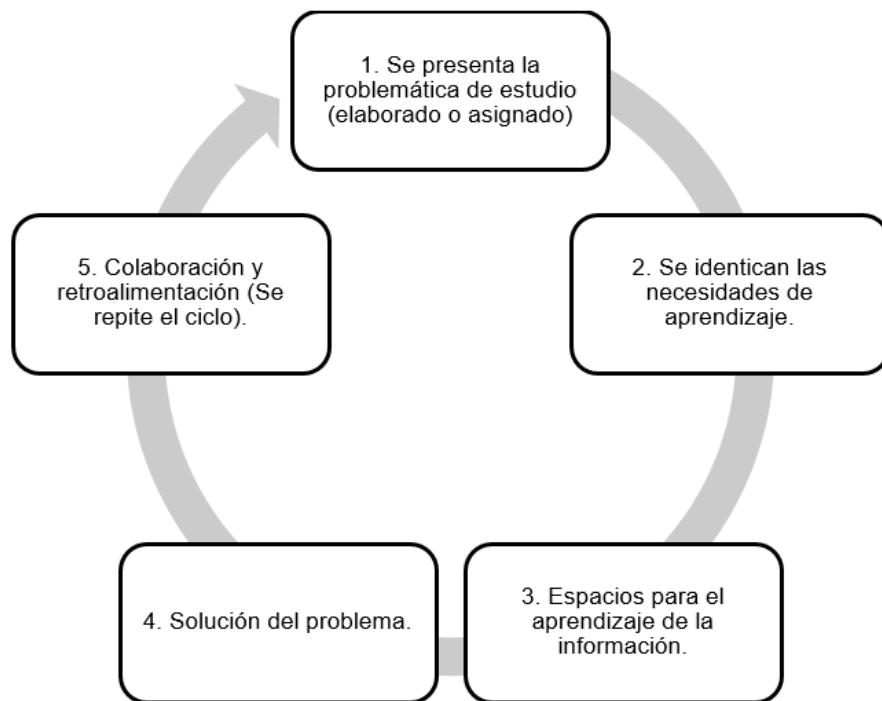 1. Se presenta la
problemática de estudio
(elaborado o asignado)
2. Se identican las
necesidades de
aprendizaje.
3. Espacios para el
aprendizaje de la
información.
4. Solución del problema.
5. Colaboración y
retroalimentación (Se
repite el ciclo).